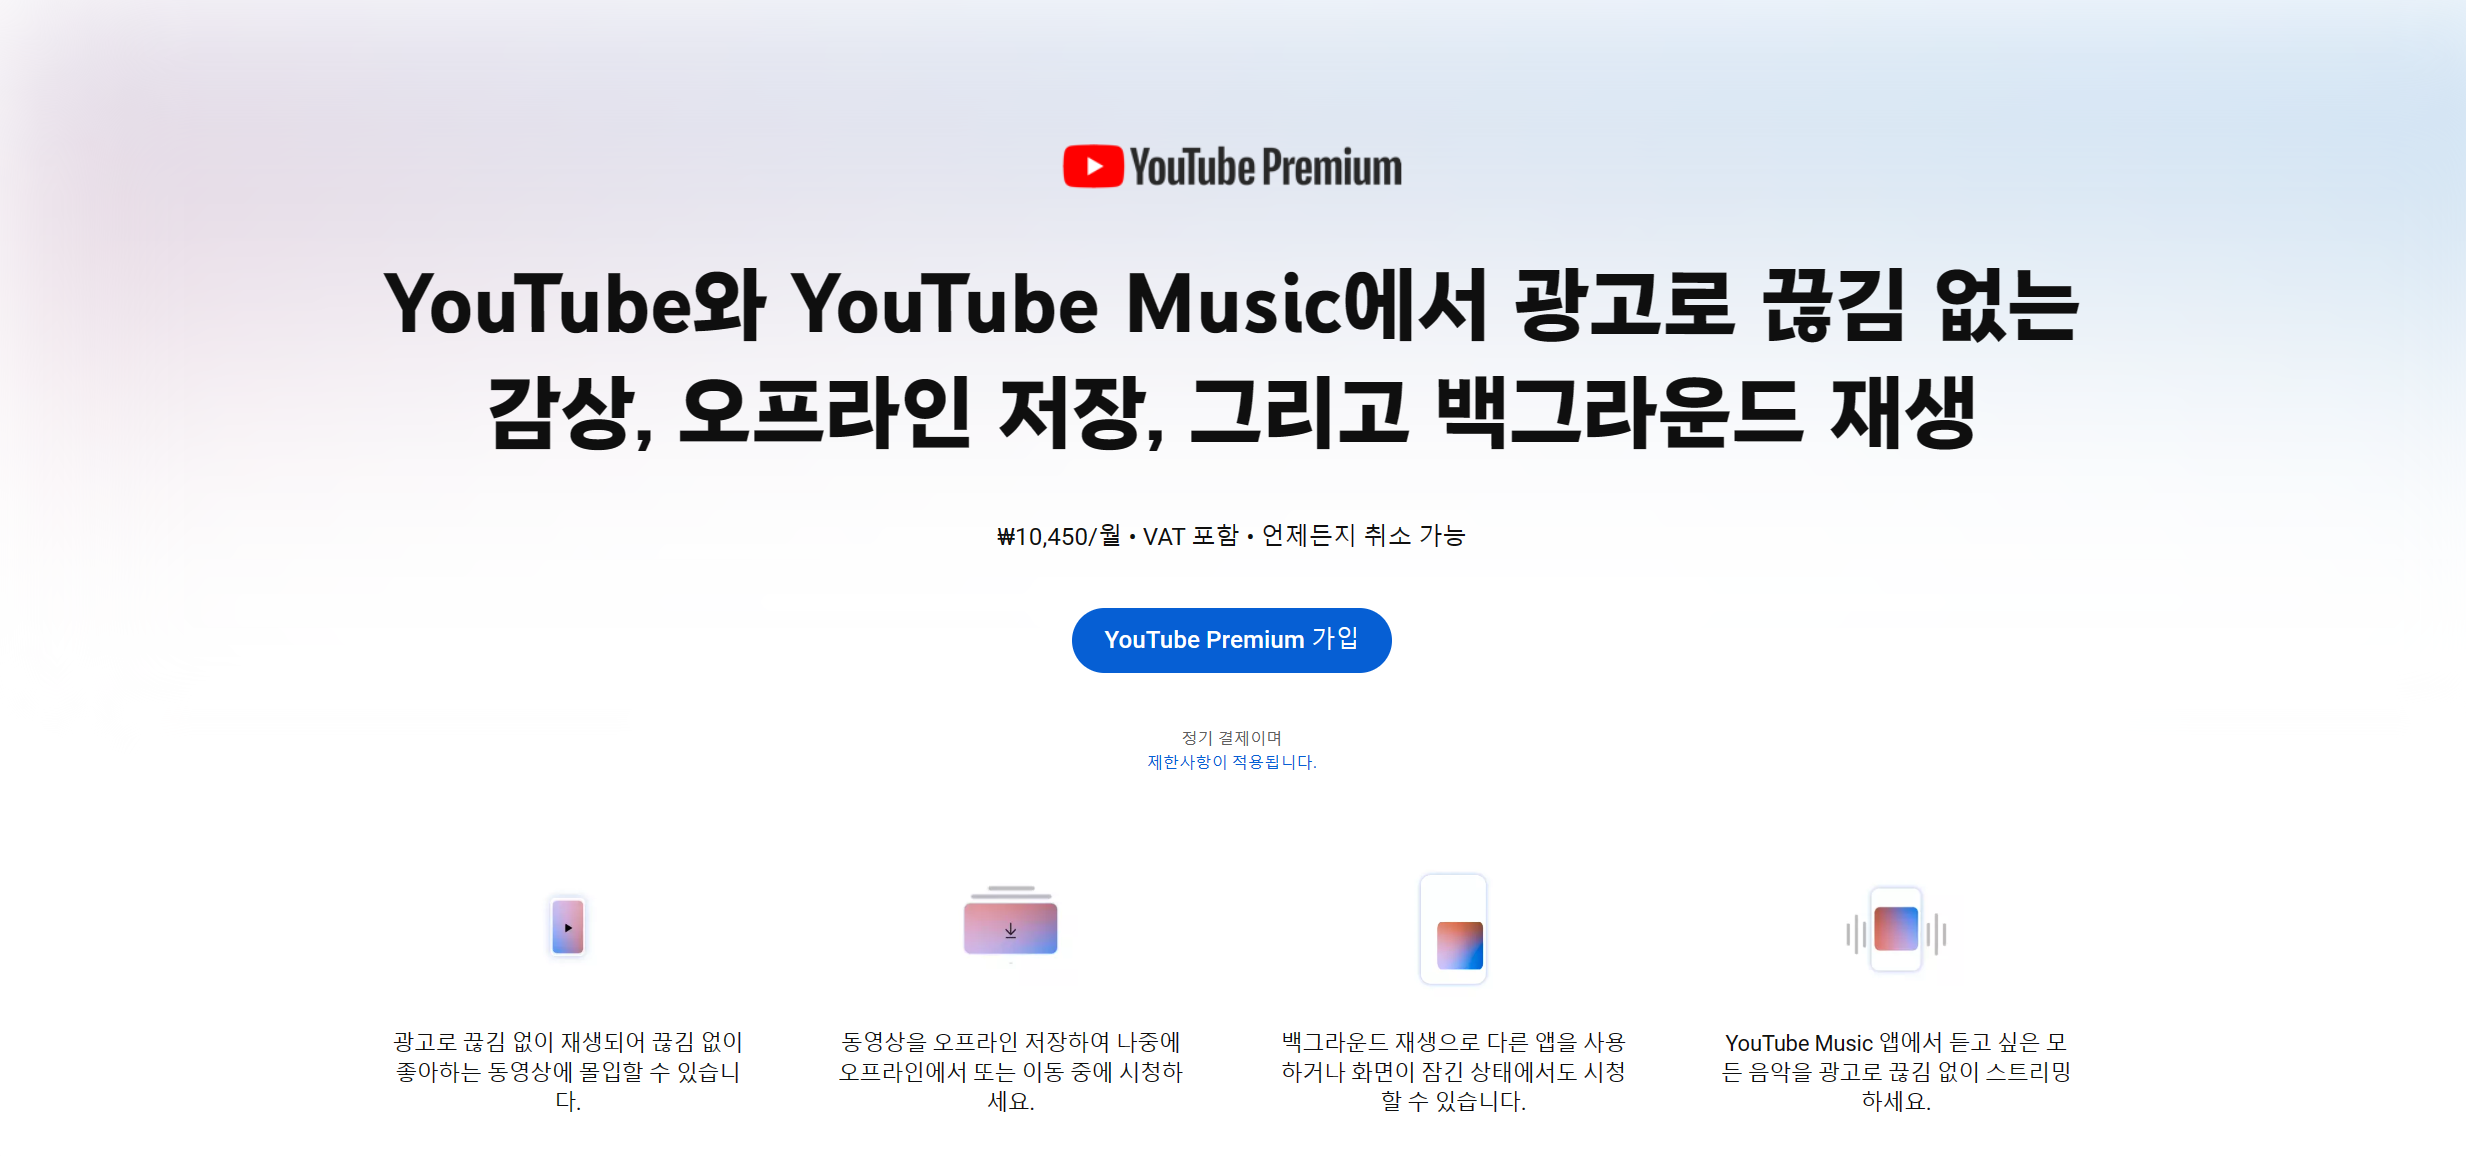 YouTube Premium
YouTube와 YouTube Music에서 광고로 끊김 없는
감상, 오프라인 저장, 그리고 백그라운드 재생
₩10,450/월 • VAT 포함 • 언제든지 취소 가능
YouTube Premium 가입
정기 결제이며
제한사항이 적용됩니다.
광고로 끊김 없이 재생되어 끊김 없이
좋아하는 동영상에 몰입할 수 있습니
다.
동영상을 오프라인 저장하여 나중에
오프라인에서 또는 이동 중에 시청하
세요.
백그라운드 재생으로 다른 앱을 사용
하거나 화면이 잠긴 상태에서도 시청
할 수 있습니다.
YouTube Music 앱에서 듣고 싶은 모
든 음악을 광고로 끊김 없이 스트리밍
하세요.